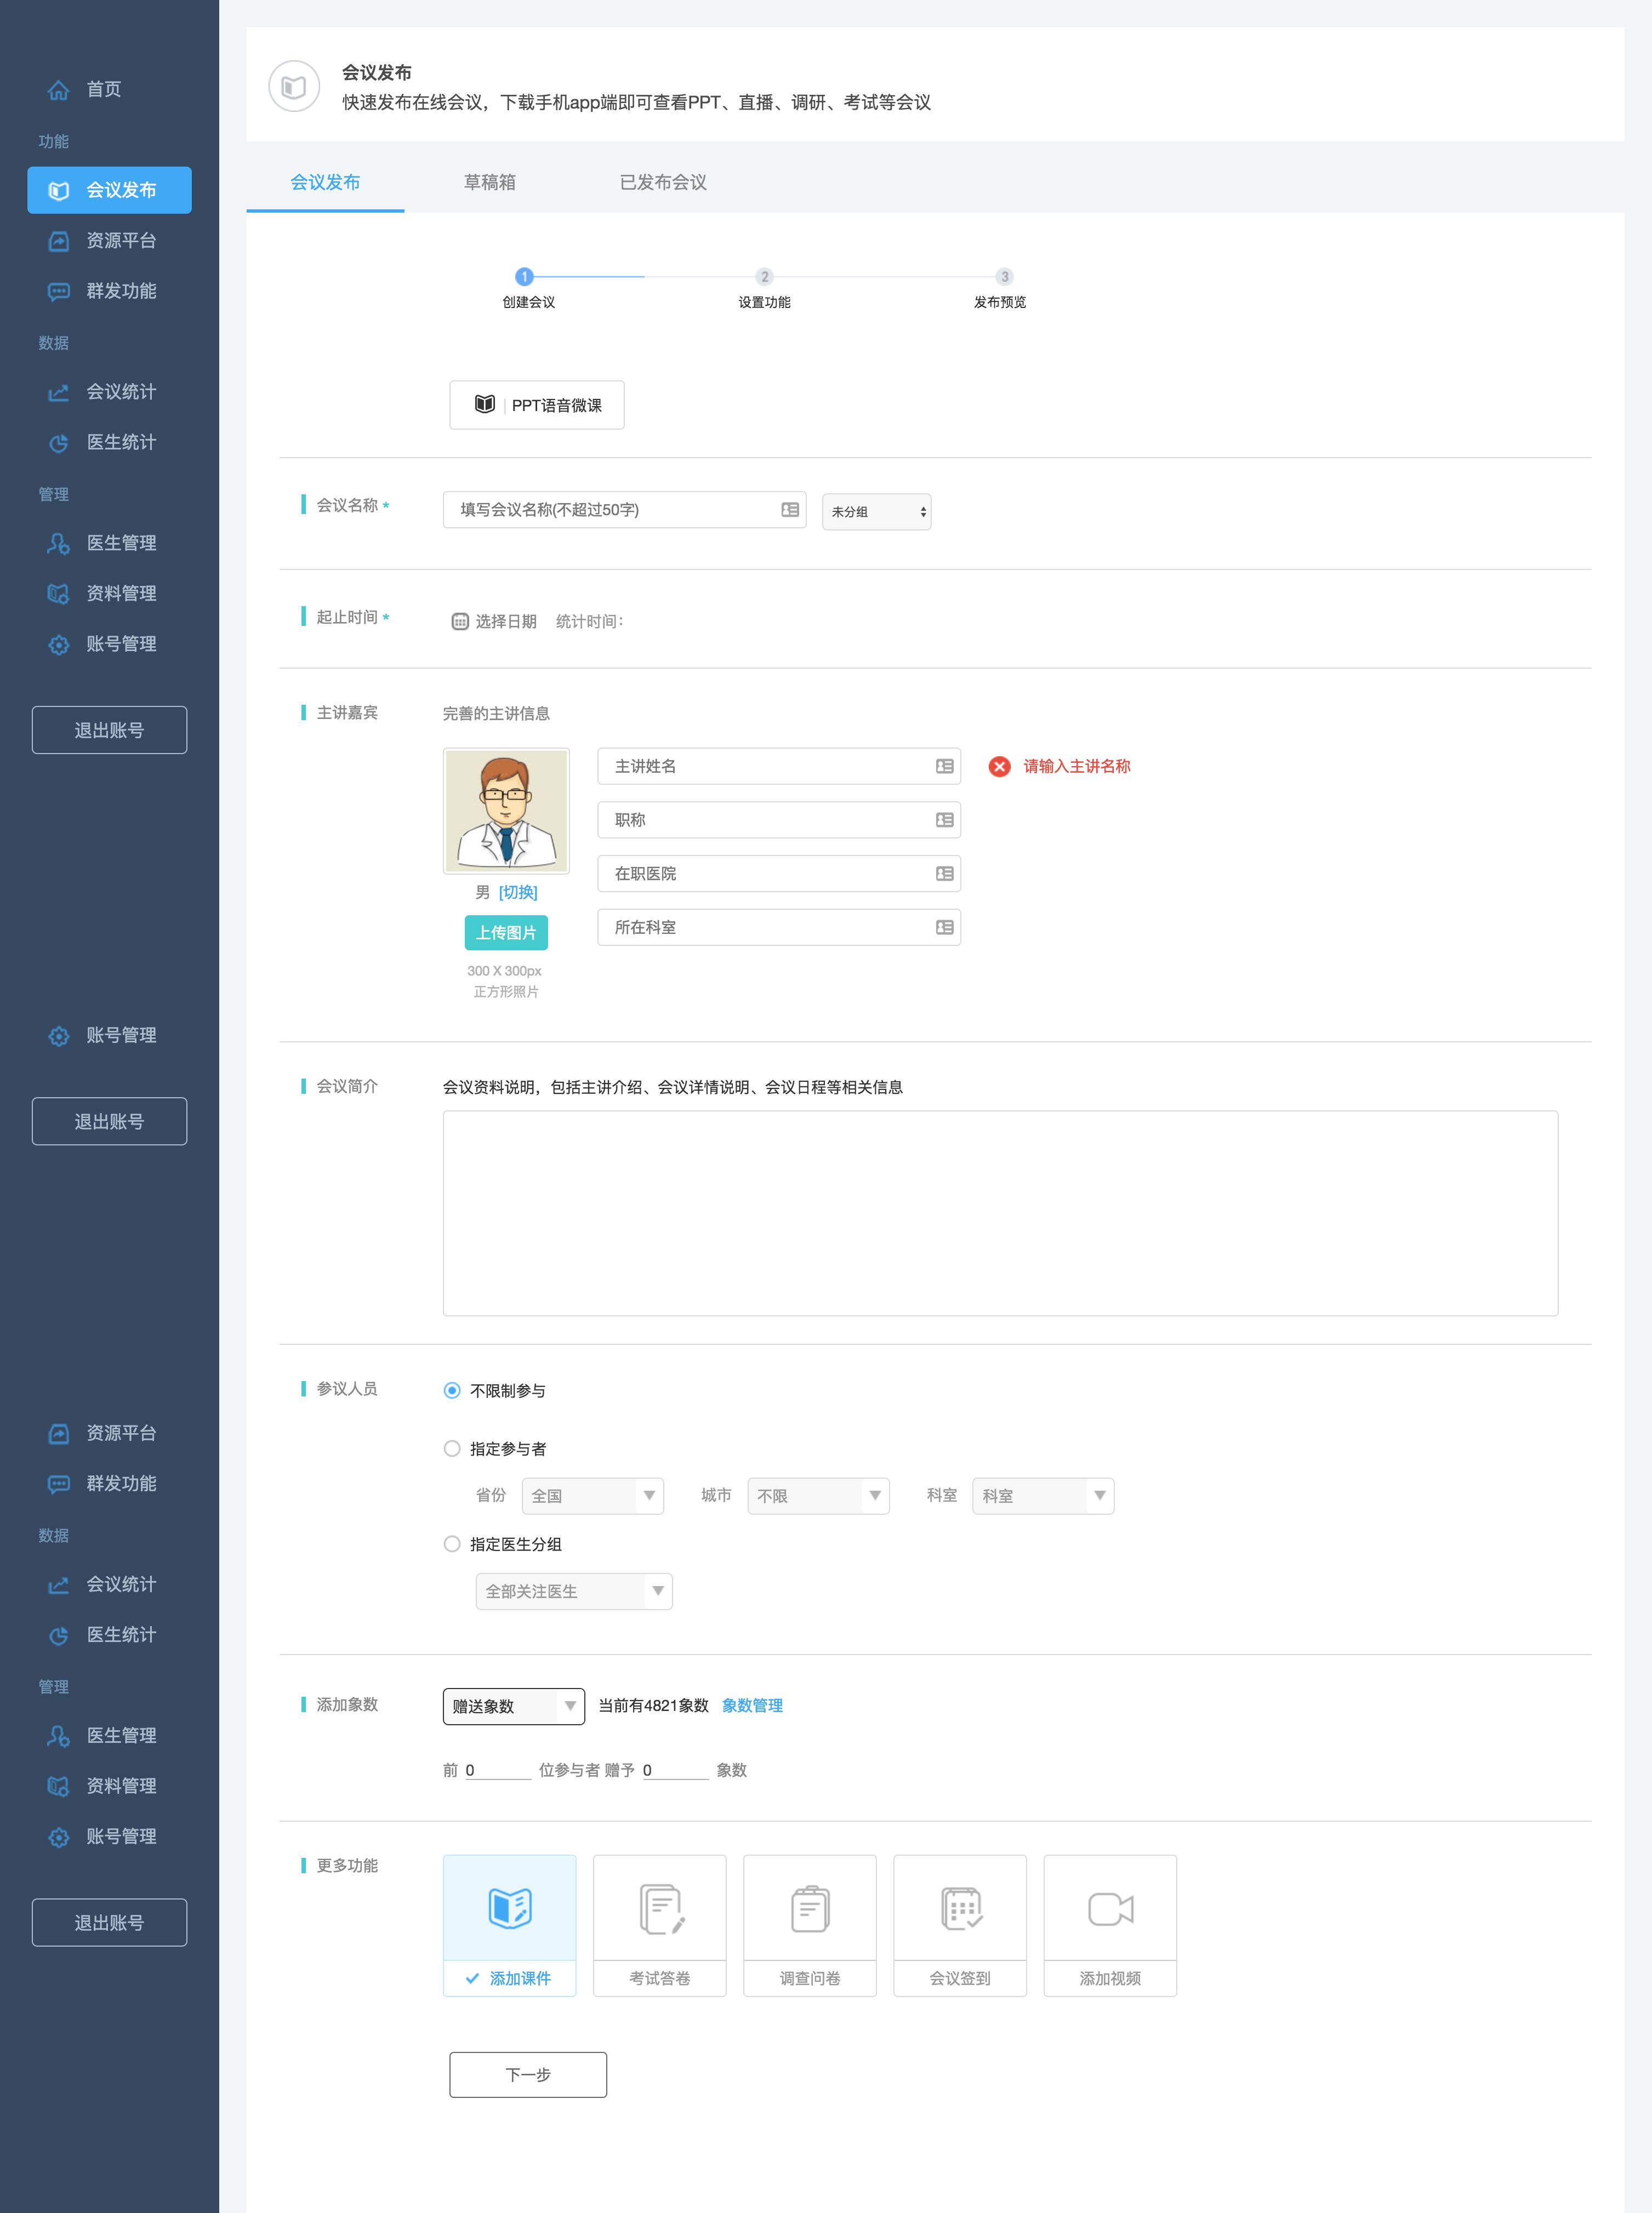 首页
功能
会议发布
资源平台
群发功能
数据
会议统计
医生统计
管理
医生管理
资料管理
账号管理
退出账号
账号管理
退出账号
资源平台
群发功能
数据
会议统计
医生统计
管理
医生管理
资料管理
账号管理
退出账号
会议发布
快速发布在线会议，下载手机app端即可查看PPT、直播、调研、考试等会议
会议发布 草稿箱 已发布会议
1 2 3
创建会议 设置功能 发布预览
PPT语音微课
会议名称 * 填写会议名称(不超过50字) 未分组
起止时间 * 选择日期 统计时间：
主讲嘉宾 完善的主讲信息
主讲姓名 请输入主讲名称
职称
在职医院
所在科室
男 [切换]
上传图片
300 X 300px
正方形照片
会议简介 会议资料说明，包括主讲介绍、会议详情说明、会议日程等相关信息
参议人员 不限制参与
指定参与者
省份 全国 城市 不限 科室 科室
指定医生分组
全部关注医生
添加象数 赠送象数 当前有4821象数 象数管理
前 0 位参与者 赠予 0 象数
更多功能
添加课件 考试答卷 调查问卷 会议签到 添加视频
下一步